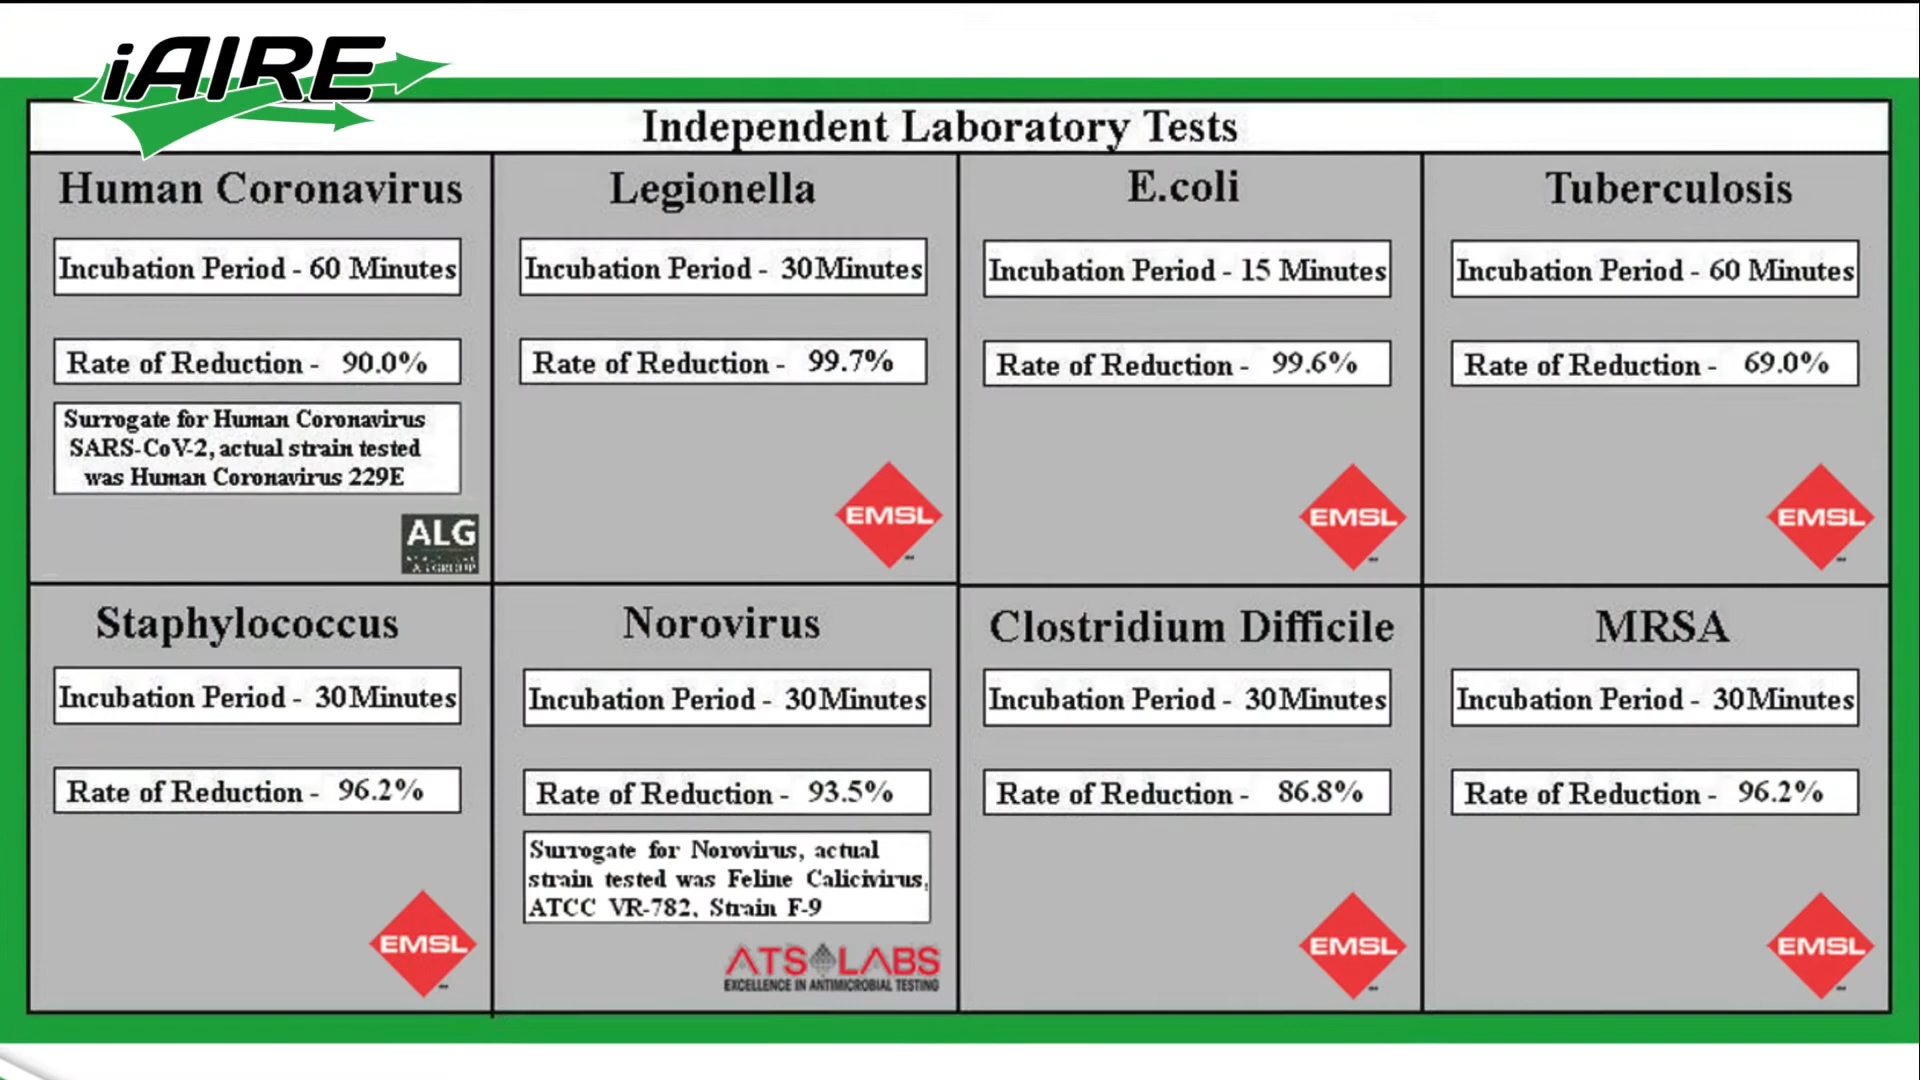 iAIRE
Independent Laboratory Tests
Human Coronavirus
Incubation Period - 60 Minutes
Rate of Reduction - 90.0%
Surrogate for Human Coronavirus
SARS-CoV-2, actual strain tested
was Human Coronavirus 229E
ALG
Legionella
Incubation Period - 30 Minutes
Rate of Reduction - 99.7%
EMSL
E.coli
Incubation Period - 15 Minutes
Rate of Reduction - 99.6%
EMSL
Tuberculosis
Incubation Period - 60 Minutes
Rate of Reduction - 69.0%
EMSL
Staphylococcus
Incubation Period - 30 Minutes
Rate of Reduction - 96.2%
EMSL
Norovirus
Incubation Period - 30 Minutes
Rate of Reduction - 93.5%
Surrogate for Norovirus, actual
strain tested was Feline Calicivirus,
ATCC VR-782, Strain F-9
ATS LABS
EXCELLENCE IN ANTIMICROBIAL TESTING
Clostridium Difficile
Incubation Period - 30 Minutes
Rate of Reduction - 86.8%
EMSL
MRSA
Incubation Period - 30 Minutes
Rate of Reduction - 96.2%
EMSL